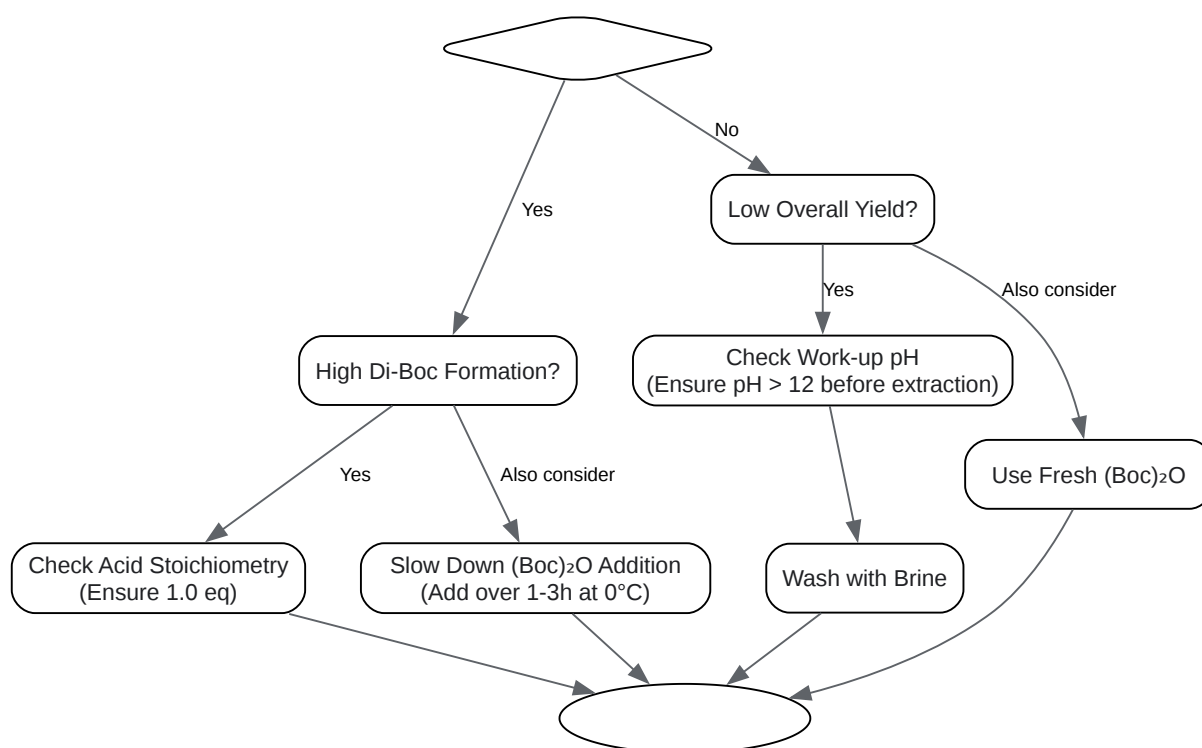 No
Low Overall Yield?
Yes
Yes
Also consider
High Di-Boc Formation?
Check Work-up pH
(Ensure pH > 12 before extraction)
Yes
Also consider
Use Fresh (Boc)₂O
Check Acid Stoichiometry
(Ensure 1.0 eq)
Slow Down (Boc)₂O Addition
(Add over 1-3h at 0°C)
Wash with Brine